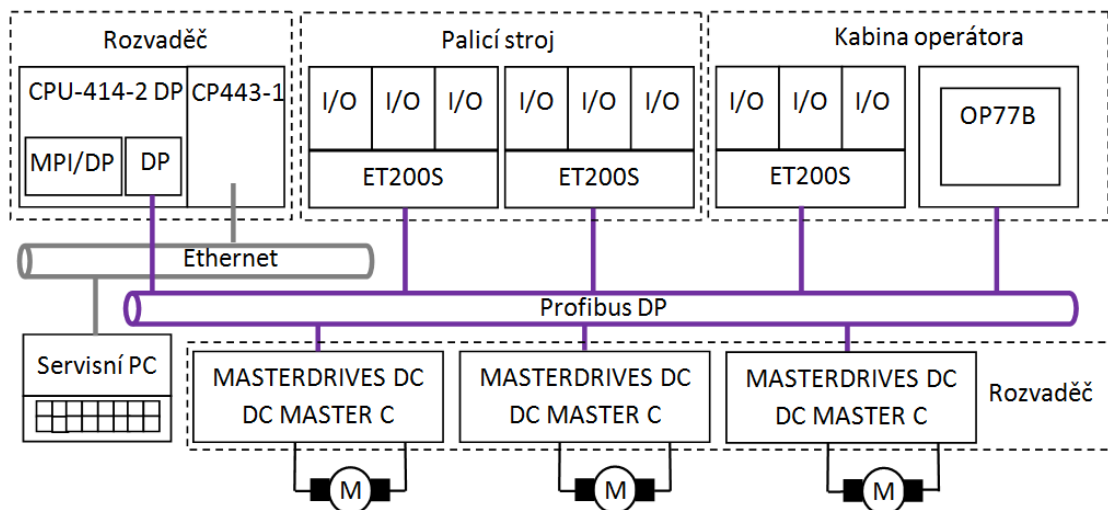 Rozvaděč
CPU-414-2 DP
CP443-1
MPI/DP
DP
Palicí stroj
I/O I/O I/O
ET200S
I/O I/O I/O
ET200S
Kabina operátora
I/O I/O I/O
ET200S
OP77B
Ethernet
Profibus DP
Servisní PC
MASTERDRIVES DC
DC MASTER C
MASTERDRIVES DC
DC MASTER C
MASTERDRIVES DC
DC MASTER C
Rozvaděč
M
M
M